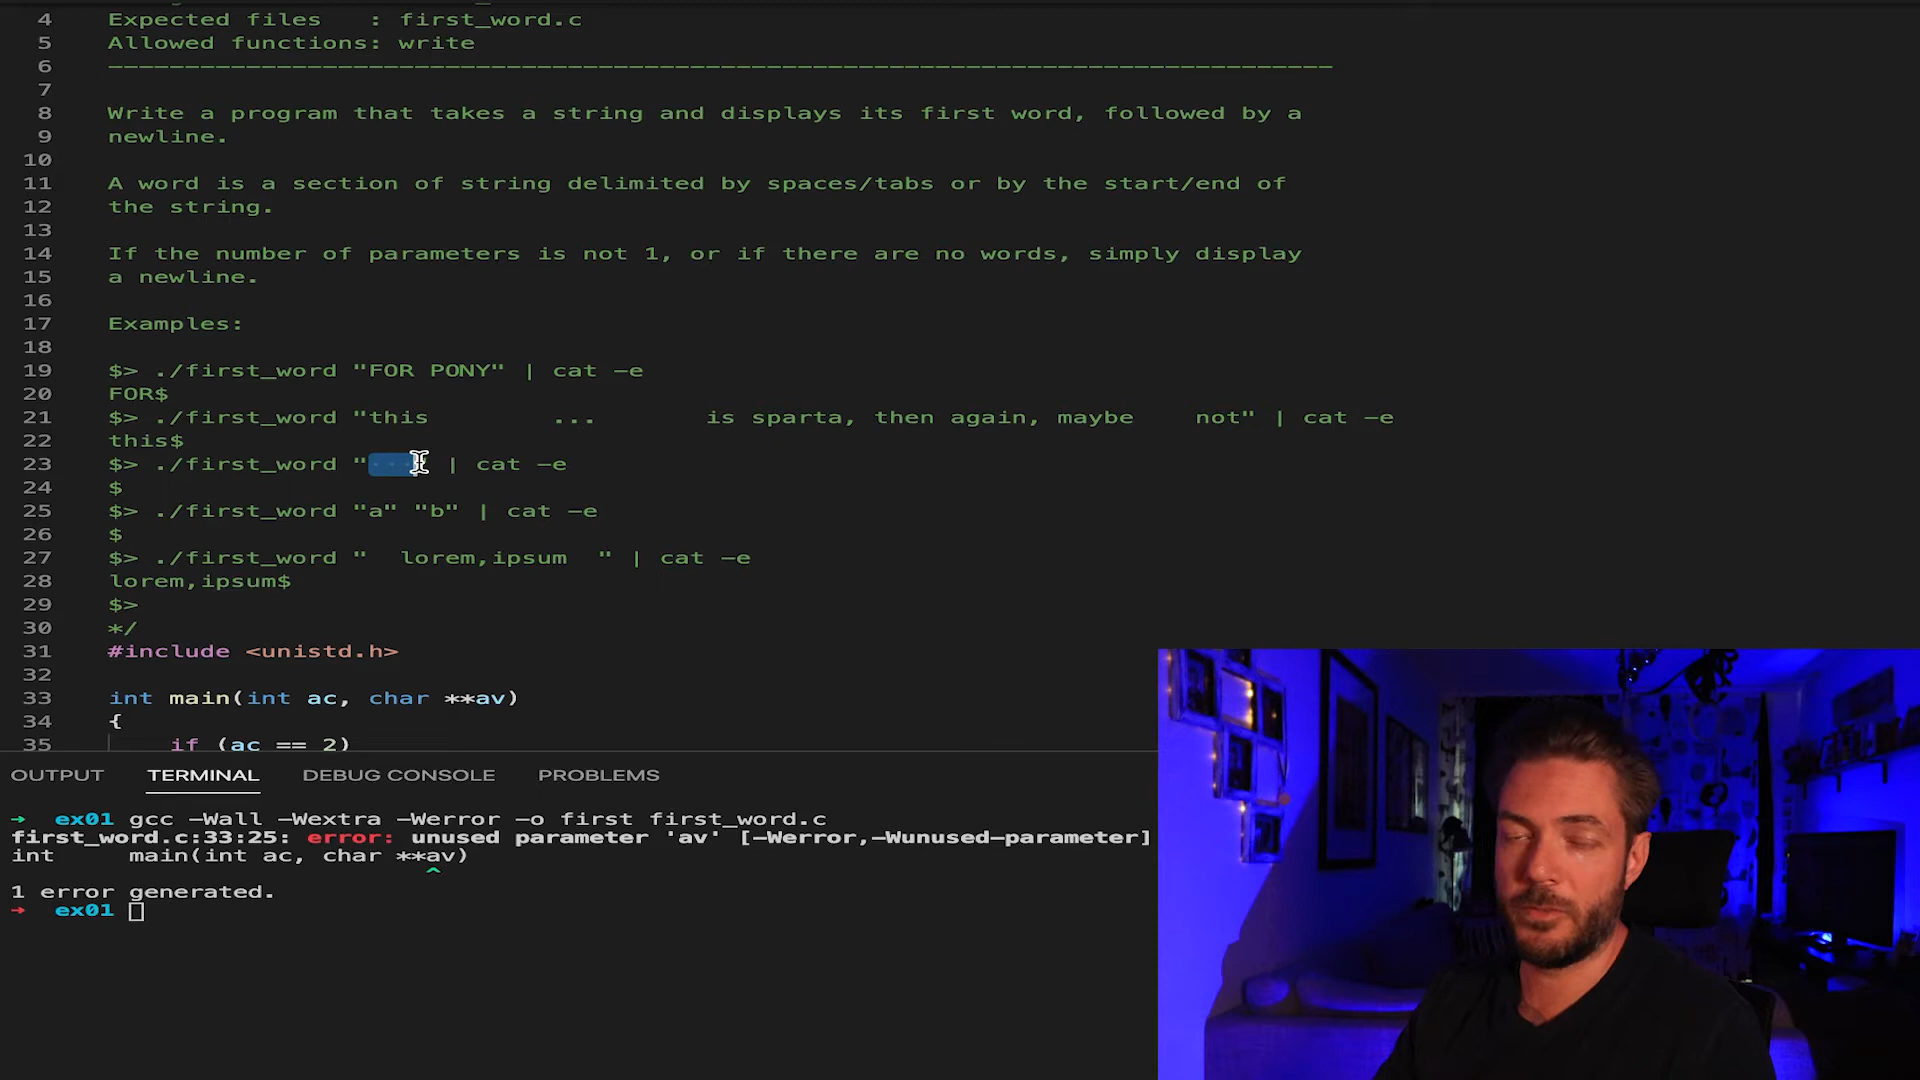 4 Expected files   : first_word.c
5 Allowed functions: write
6 --------------------------------------------------------------------------------
7
8 Write a program that takes a string and displays its first word, followed by a
9 newline.
10
11 A word is a section of string delimited by spaces/tabs or by the start/end of
12 the string.
13
14 If the number of parameters is not 1, or if there are no words, simply display
15 a newline.
16
17 Examples:
18
19 $> ./first_word "FOR PONY" | cat -e
20 FOR$
21 $> ./first_word "this        ...       is sparta, then again, maybe    not" | cat -e
22 this$
23 $> ./first_word "   " | cat -e
24 $
25 $> ./first_word "a" "b" | cat -e
26 $
27 $> ./first_word "  lorem,ipsum  " | cat -e
28 lorem,ipsum$
29 $>
30 */
31 #include <unistd.h>
32
33 int main(int ac, char **av)
34 {
35     if (ac == 2)
OUTPUT TERMINAL DEBUG CONSOLE PROBLEMS
→ ex01 gcc -Wall -Wextra -Werror -o first first_word.c
first_word.c:33:25: error: unused parameter 'av' [-Werror,-Wunused-parameter]
int     main(int ac, char **av)
^
1 error generated.
→ ex01